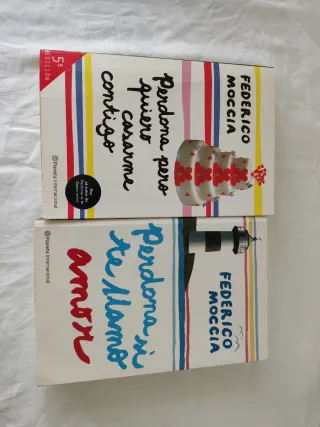 FEDERICO
MOCCIA
Perdona pero
quiero
casarme
contigo
5ª
EDICIÓN
Planeta Internacional
FEDERICO
MOCCIA
Perdona si
te llamo
amor
Planeta Internacional